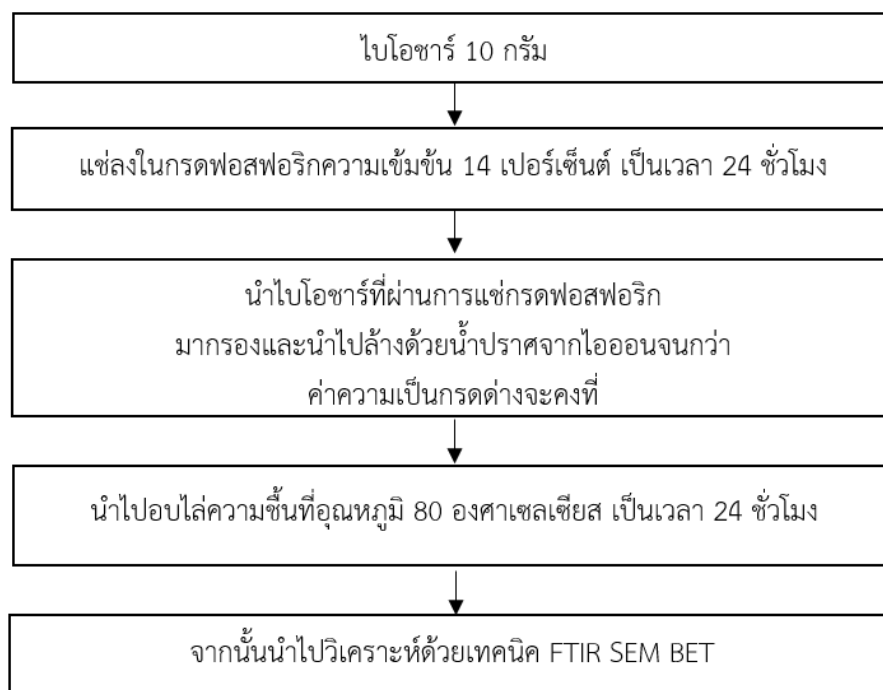 ไบโอชาร์ 10 กรัม
แช่ลงในกรดฟอสฟอริกความเข้มข้น 14 เปอร์เซ็นต์ เป็นเวลา 24 ชั่วโมง
นำไบโอชาร์ที่ผ่านการแช่กรดฟอสฟอริก
มากรองและนำไปล้างด้วยน้ำปราศจากไอออนจนกว่า
ค่าความเป็นกรดด่างจะคงที่
นำไปอบไล่ความชื้นที่อุณหภูมิ 80 องศาเซลเซียส เป็นเวลา 24 ชั่วโมง
จากนั้นนำไปวิเคราะห์ด้วยเทคนิค FTIR SEM BET